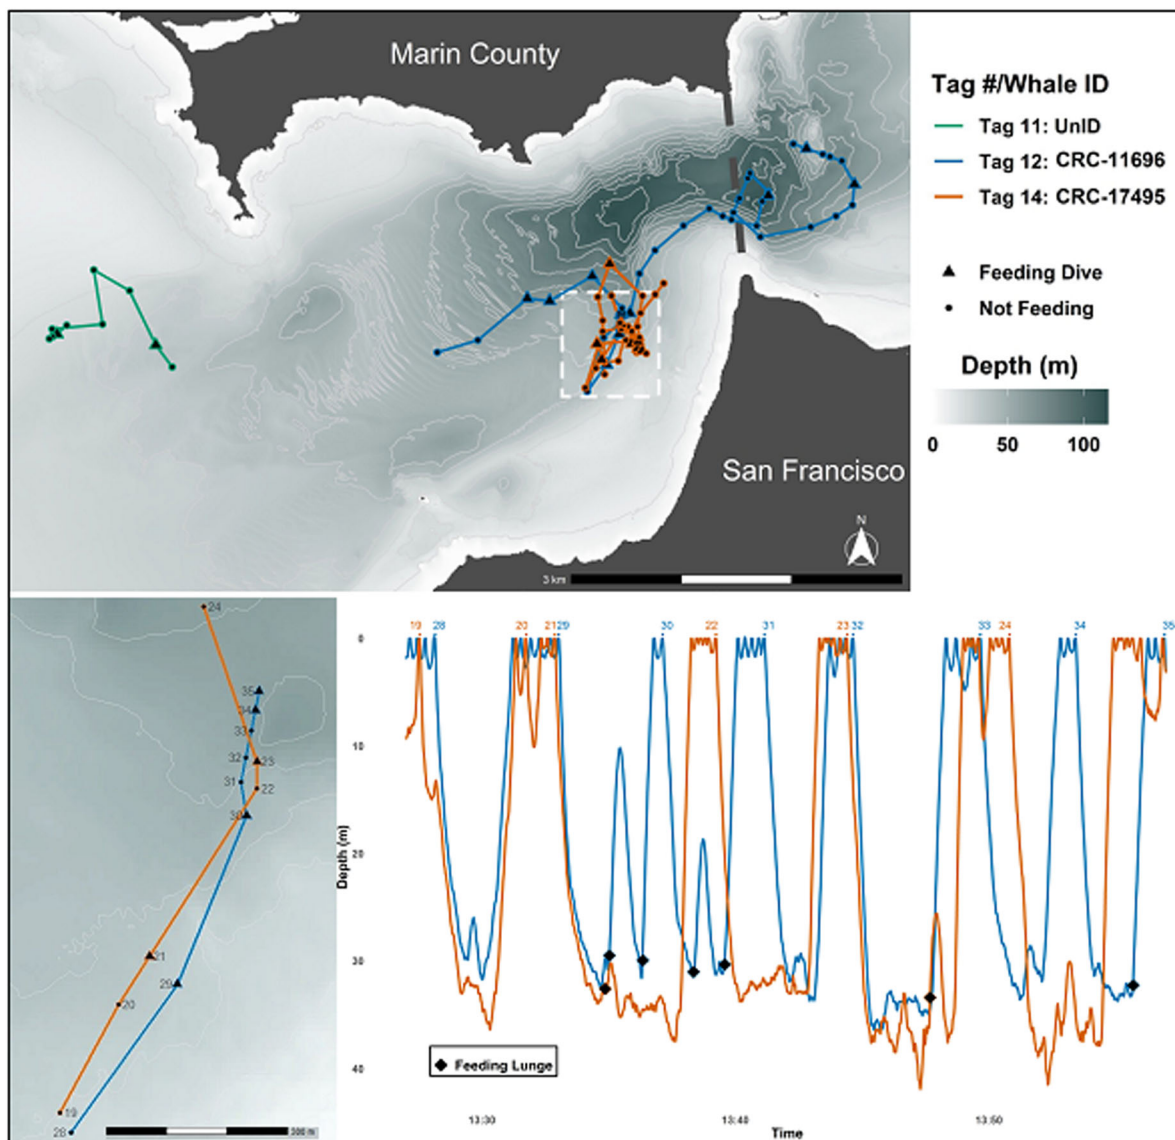 Marin County
San Francisco
N
3 km
Tag #/Whale ID
Tag 11: UnID
Tag 12: CRC-11696
Tag 14: CRC-17495
Feeding Dive
Not Feeding
Depth (m)
0 50 100
24
35
34
33
32
23
31
22
30
21
29
20
19
28
300 m
19 28 20 21 29 30 22 31 23 32 33 24 34 35
0
10
20
30
40
Depth (m)
Feeding Lunge
13:30 13:40 13:50
Time